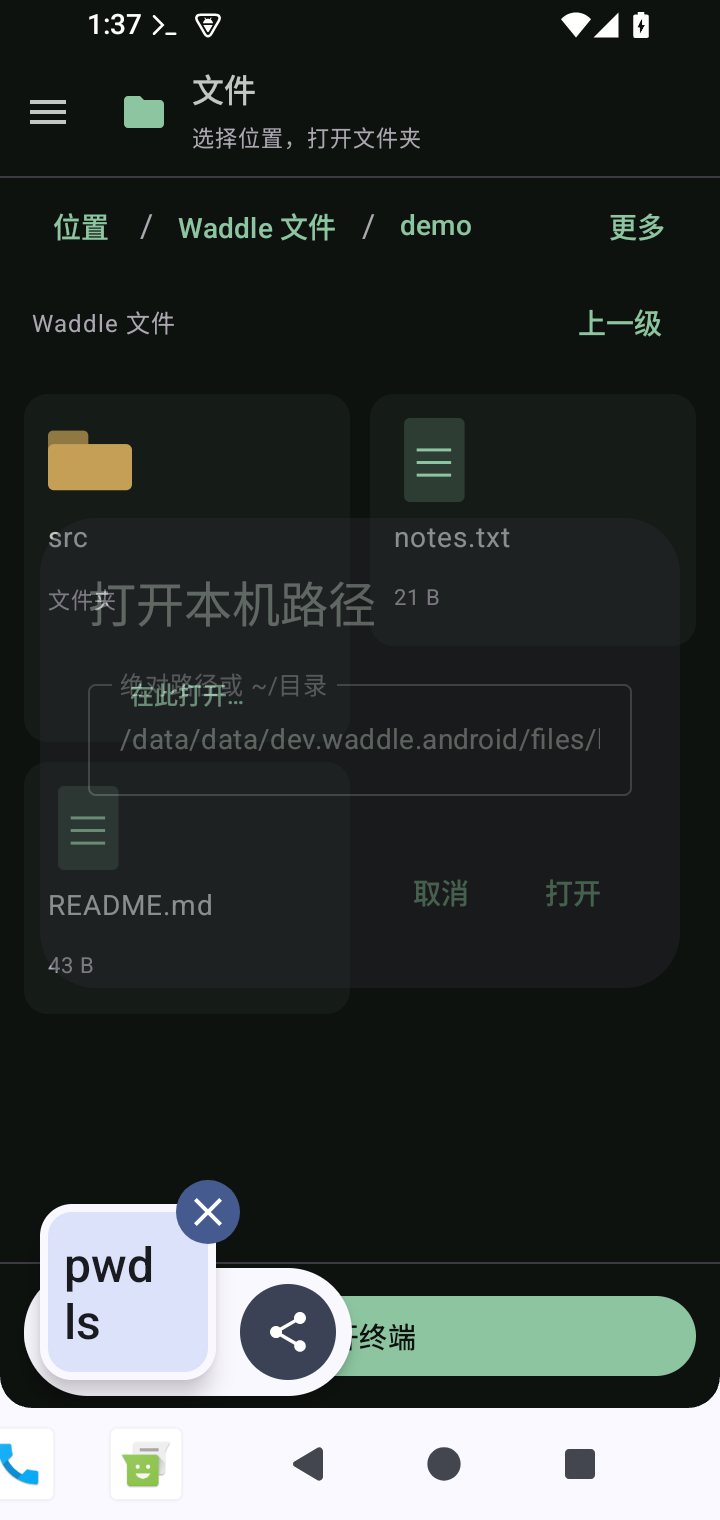 1:37
文件
选择位置，打开文件夹
位置 / Waddle 文件 / demo 更多
Waddle 文件 上一级
src
文件夹
notes.txt
21 B
打开本机路径
绝对路径或 ~/目录
在此打开…
/data/data/dev.waddle.android/files/
README.md
43 B
取消 打开
pwd
ls
终端